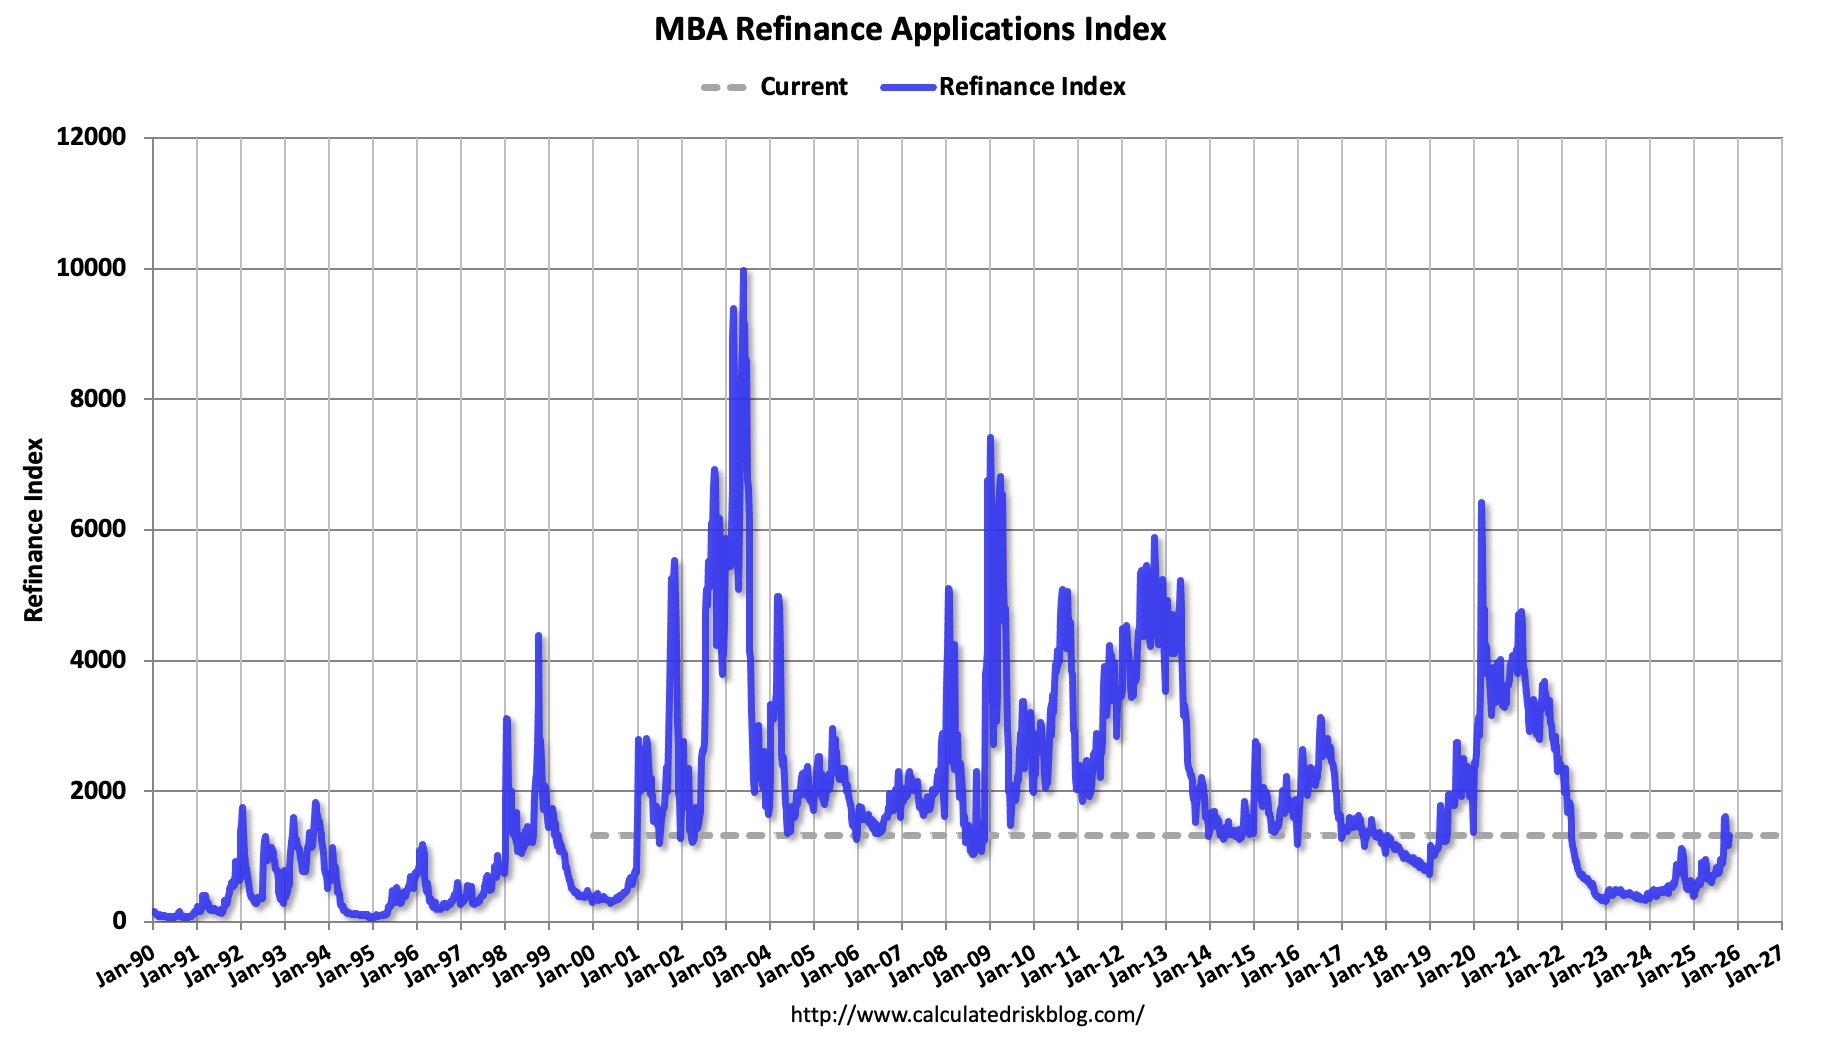 MBA Refinance Applications Index
Current Refinance Index
12000
10000
8000
6000
4000
2000
0
Refinance Index
Jan-90 Jan-91 Jan-92 Jan-93 Jan-94 Jan-95 Jan-96 Jan-97 Jan-98 Jan-99 Jan-00 Jan-01 Jan-02 Jan-03 Jan-04 Jan-05 Jan-06 Jan-07 Jan-08 Jan-09 Jan-10 Jan-11 Jan-12 Jan-13 Jan-14 Jan-15 Jan-16 Jan-17 Jan-18 Jan-19 Jan-20 Jan-21 Jan-22 Jan-23 Jan-24 Jan-25 Jan-26 Jan-27
http://www.calculatedriskblog.com/